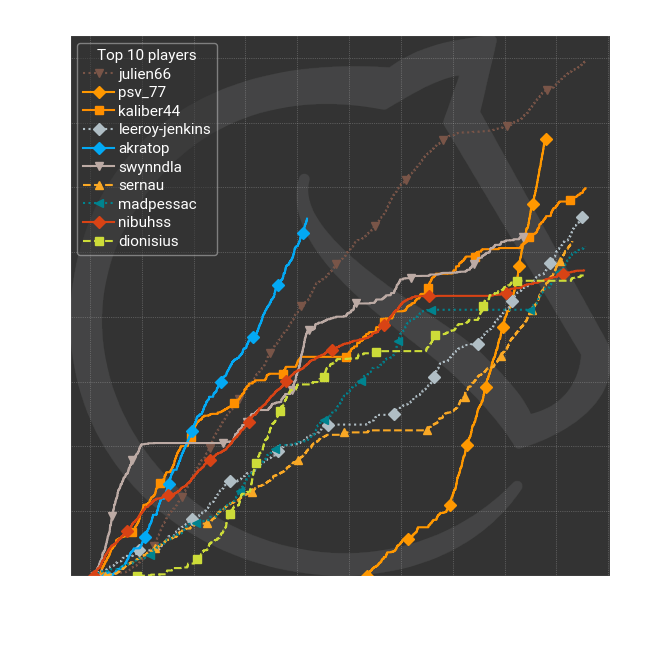 Top 10 players
julien66
psv_77
kaliber44
leeroy-jenkins
akratop
swynndla
sernau
madpessac
nibuhss
dionisius